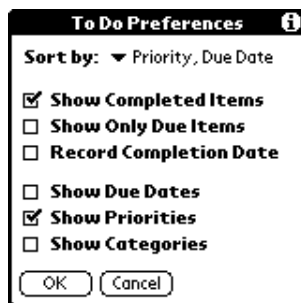 To Do Preferences
Sort by: Priority, Due Date
Show Completed Items
Show Only Due Items
Record Completion Date
Show Due Dates
Show Priorities
Show Categories
OK Cancel